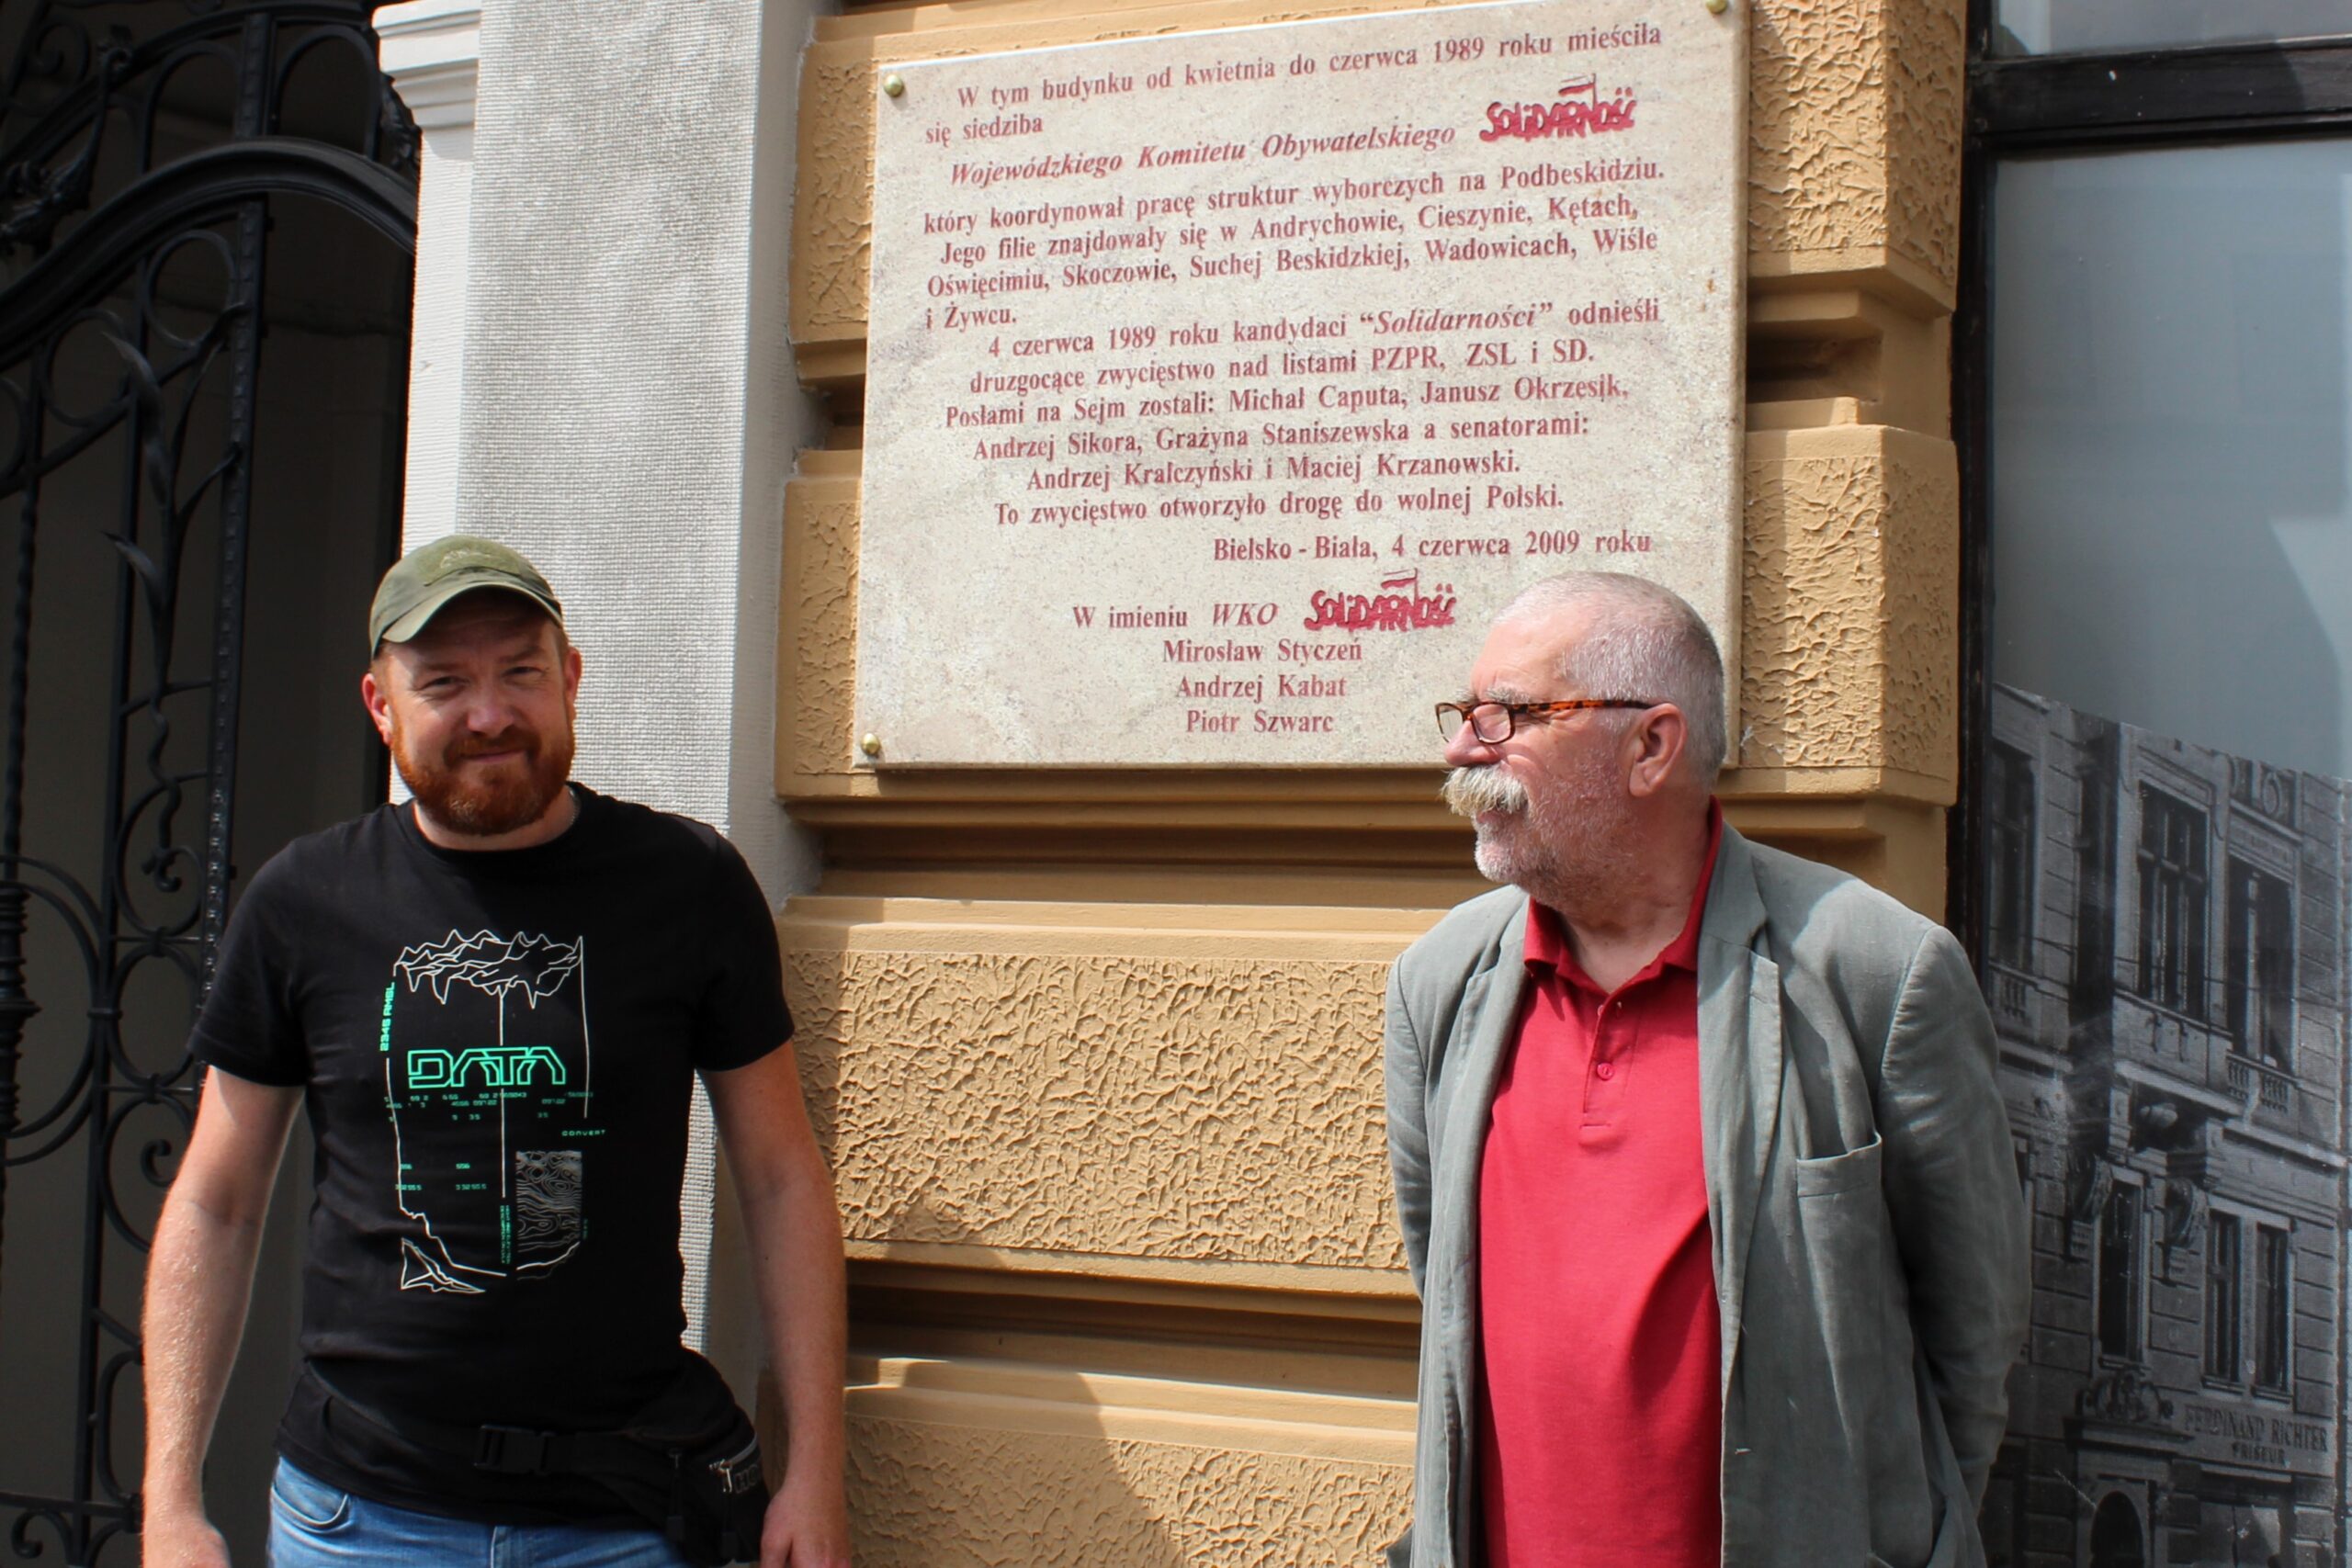 W tym budynku od kwietnia do czerwca 1989 roku mieściła
się siedziba
Wojewódzkiego Komitetu Obywatelskiego SOLIDARNOŚĆ
który koordynował pracę struktur wyborczych na Podbeskidziu.
Jego filie znajdowały się w Andrychowie, Cieszynie, Kętach,
Oświęcimiu, Skoczowie, Suchej Beskidzkiej, Wadowicach, Wiśle
i Żywcu.
4 czerwca 1989 roku kandydaci “Solidarności” odnieśli
druzgocące zwycięstwo nad listami PZPR, ZSL i SD.
Posłami na Sejm zostali: Michał Caputa, Janusz Okrzesik,
Andrzej Sikora, Grażyna Staniszewska a senatorami:
Andrzej Kralczyński i Maciej Krzanowski.
To zwycięstwo otworzyło drogę do wolnej Polski.
Bielsko - Biała, 4 czerwca 2009 roku
W imieniu WKO SOLIDARNOŚĆ
Mirosław Styczeń
Andrzej Kabat
Piotr Szwarc
2345 AMSL
DATA
CONVERT
FERDINAND RICHTER
FRISEUR